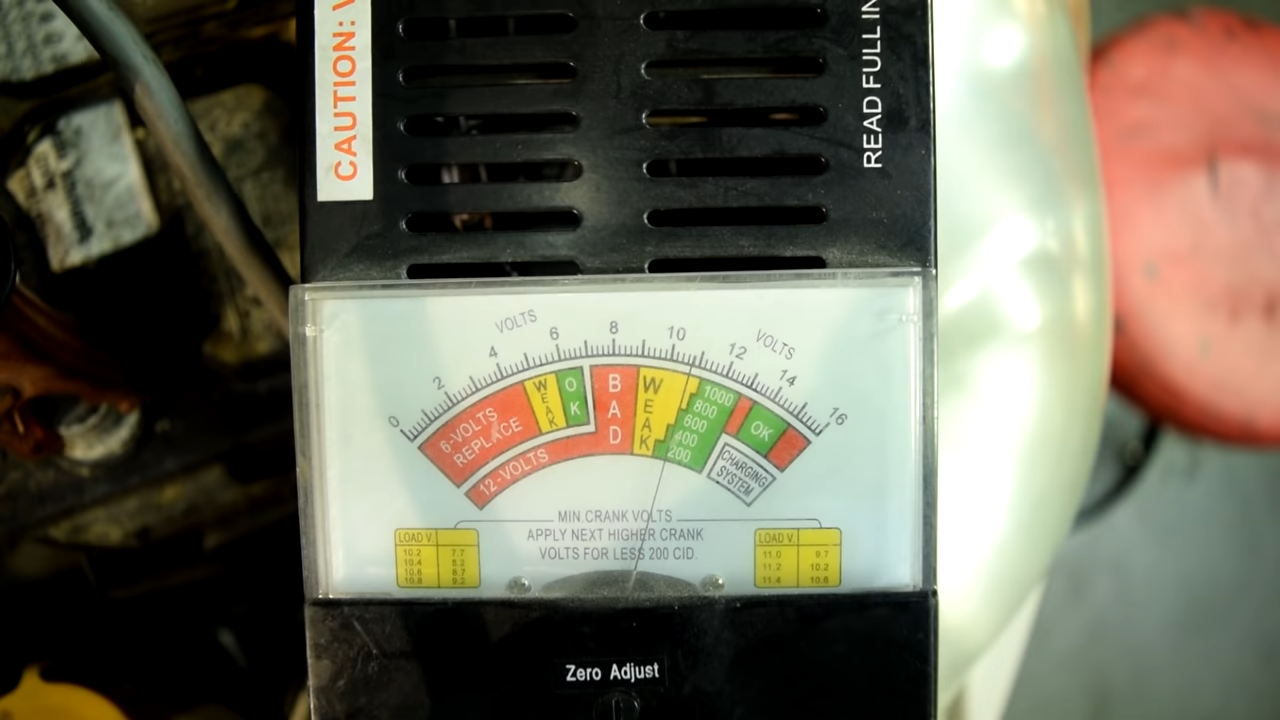 CAUTION: V
READ FULL IN
VOLTS
VOLTS
0 2 4 6 8 10 12 14 16
6-VOLTS
REPLACE
WEAK
OK
12-VOLTS
BAD
WEAK
1000
800
600
400
200
OK
CHARGING
SYSTEM
MIN.CRANK VOLTS
APPLY NEXT HIGHER CRANK
VOLTS FOR LESS 200 CID.
LOAD V.
10.2 7.7
10.4 8.2
10.6 8.7
10.8 9.2
LOAD V.
11.0 9.7
11.2 10.2
11.4 10.6
Zero Adjust